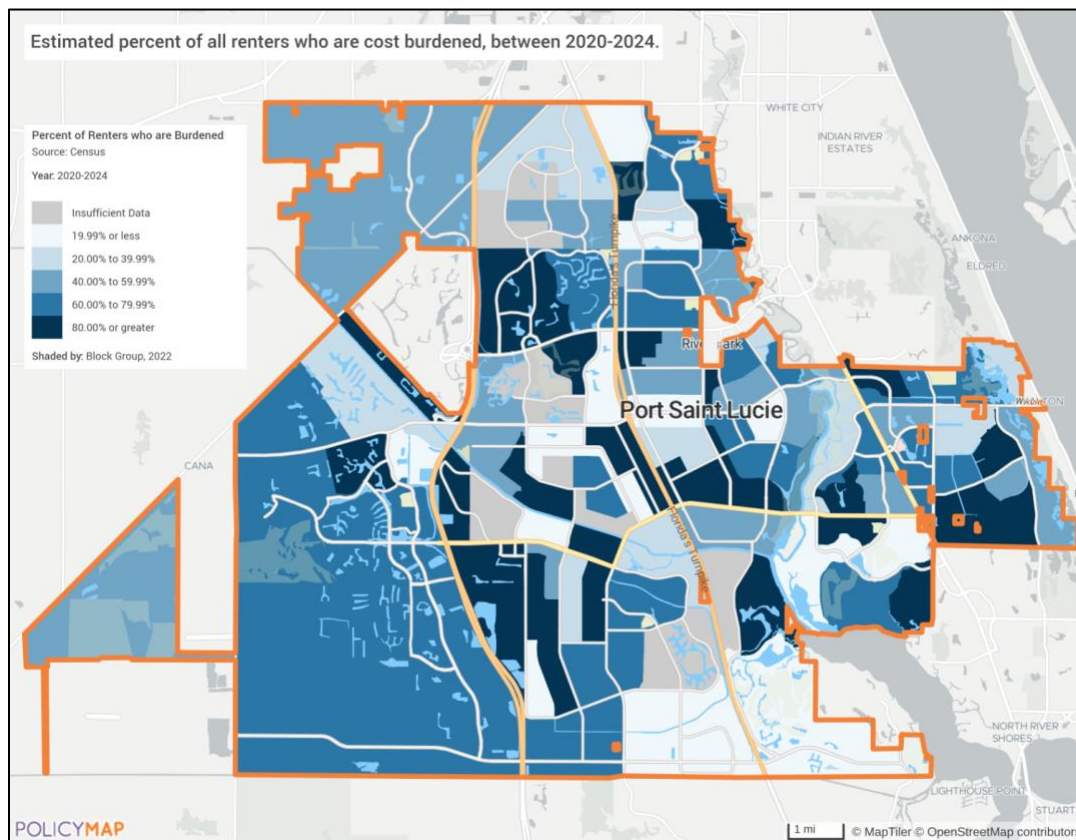 Estimated percent of all renters who are cost burdened, between 2020-2024.
Percent of Renters who are Burdened
Source: Census
Year: 2020-2024
Insufficient Data
19.99% or less
20.00% to 39.99%
40.00% to 59.99%
60.00% to 79.99%
80.00% or greater
Shaded by: Block Group, 2022
WHITE CITY
INDIAN RIVER
ESTATES
ANKONA
ELDRED
Florida's Turnpike
Port Saint Lucie
CANA
Florida's Turnpike
NORTH RIVER
SHORES
LIGHTHOUSE POINT
STUART
POLICYMAP
1 mi
© MapTiler © OpenStreetMap contributor